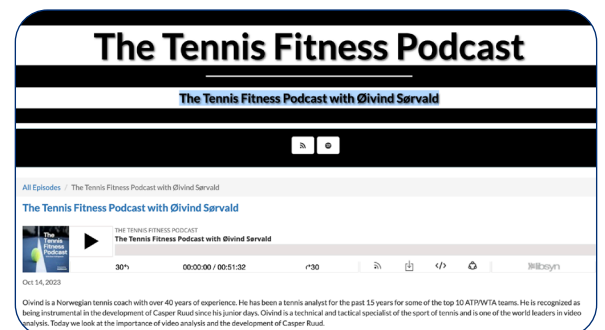 The Tennis Fitness Podcast
The Tennis Fitness Podcast with Øivind Sørvald
All Episodes / The Tennis Fitness Podcast with Øivind Sørvald
The Tennis Fitness Podcast with Øivind Sørvald
The
Tennis
Fitness
Podcast
THE TENNIS FITNESS PODCAST
The Tennis Fitness Podcast with Øivind Sørvald
30 00:00:00 / 00:51:32 30
libsyn
Oct 14, 2023
Oivind is a Norwegian tennis coach with over 40 years of experience. He has been a tennis analyst for the past 15 years for some of the top 10 ATP/WTA teams. He is recognized as
being instrumental in the development of Casper Ruud since his junior days. Oivind is a technical and tactical specialist of the sport of tennis and is one of the world leaders in video
analysis. Today we look at the importance of video analysis and the development of Casper Ruud.